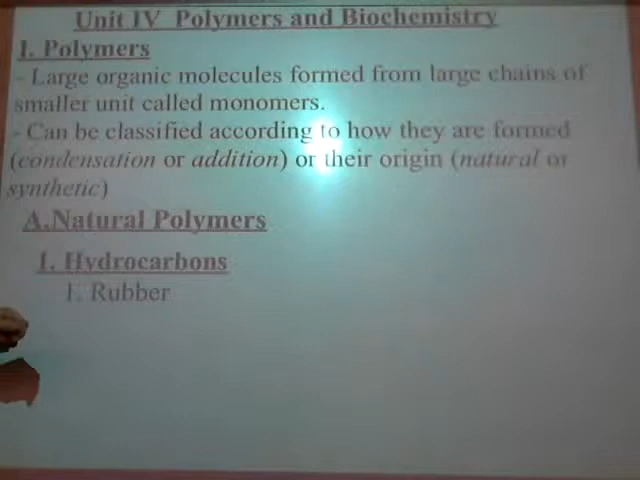 Unit IV Polymers and Biochemistry
I. Polymers
- Large organic molecules formed from large chains of
smaller unit called monomers.
- Can be classified according to how they are formed
(condensation or addition) or their origin (natural or
synthetic)
A.Natural Polymers
1. Hydrocarbons
1. Rubber